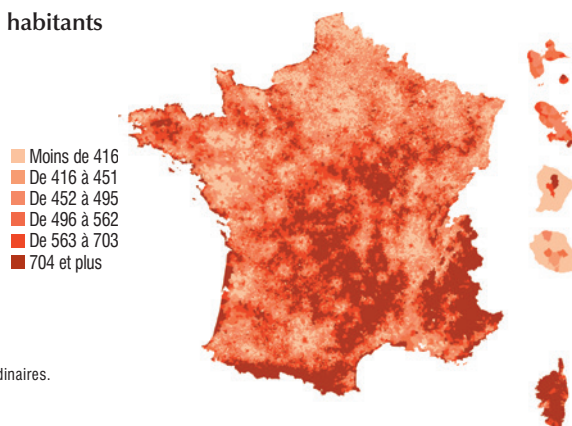 habitants
Moins de 416
De 416 à 451
De 452 à 495
De 496 à 562
De 563 à 703
704 et plus
dinaires.